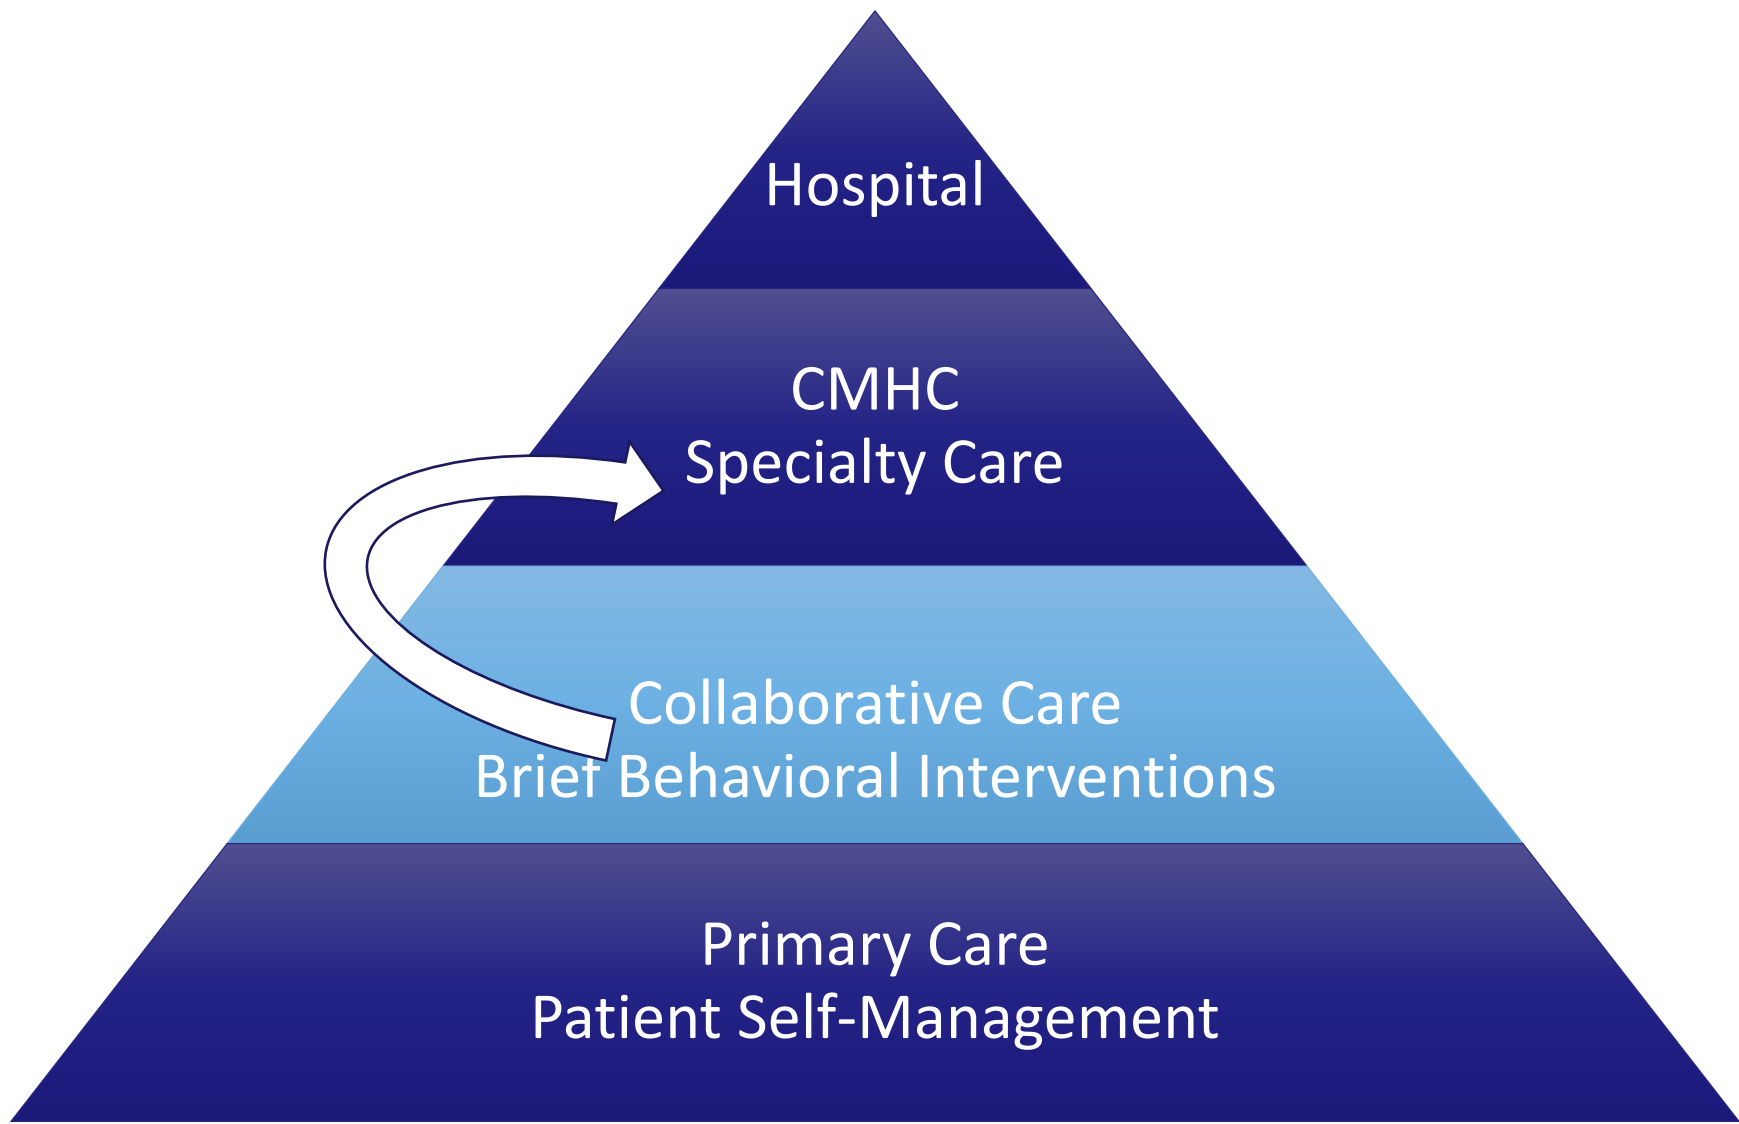 Hospital
CMHC
Specialty Care
Collaborative Care
Brief Behavioral Interventions
Primary Care
Patient Self-Management